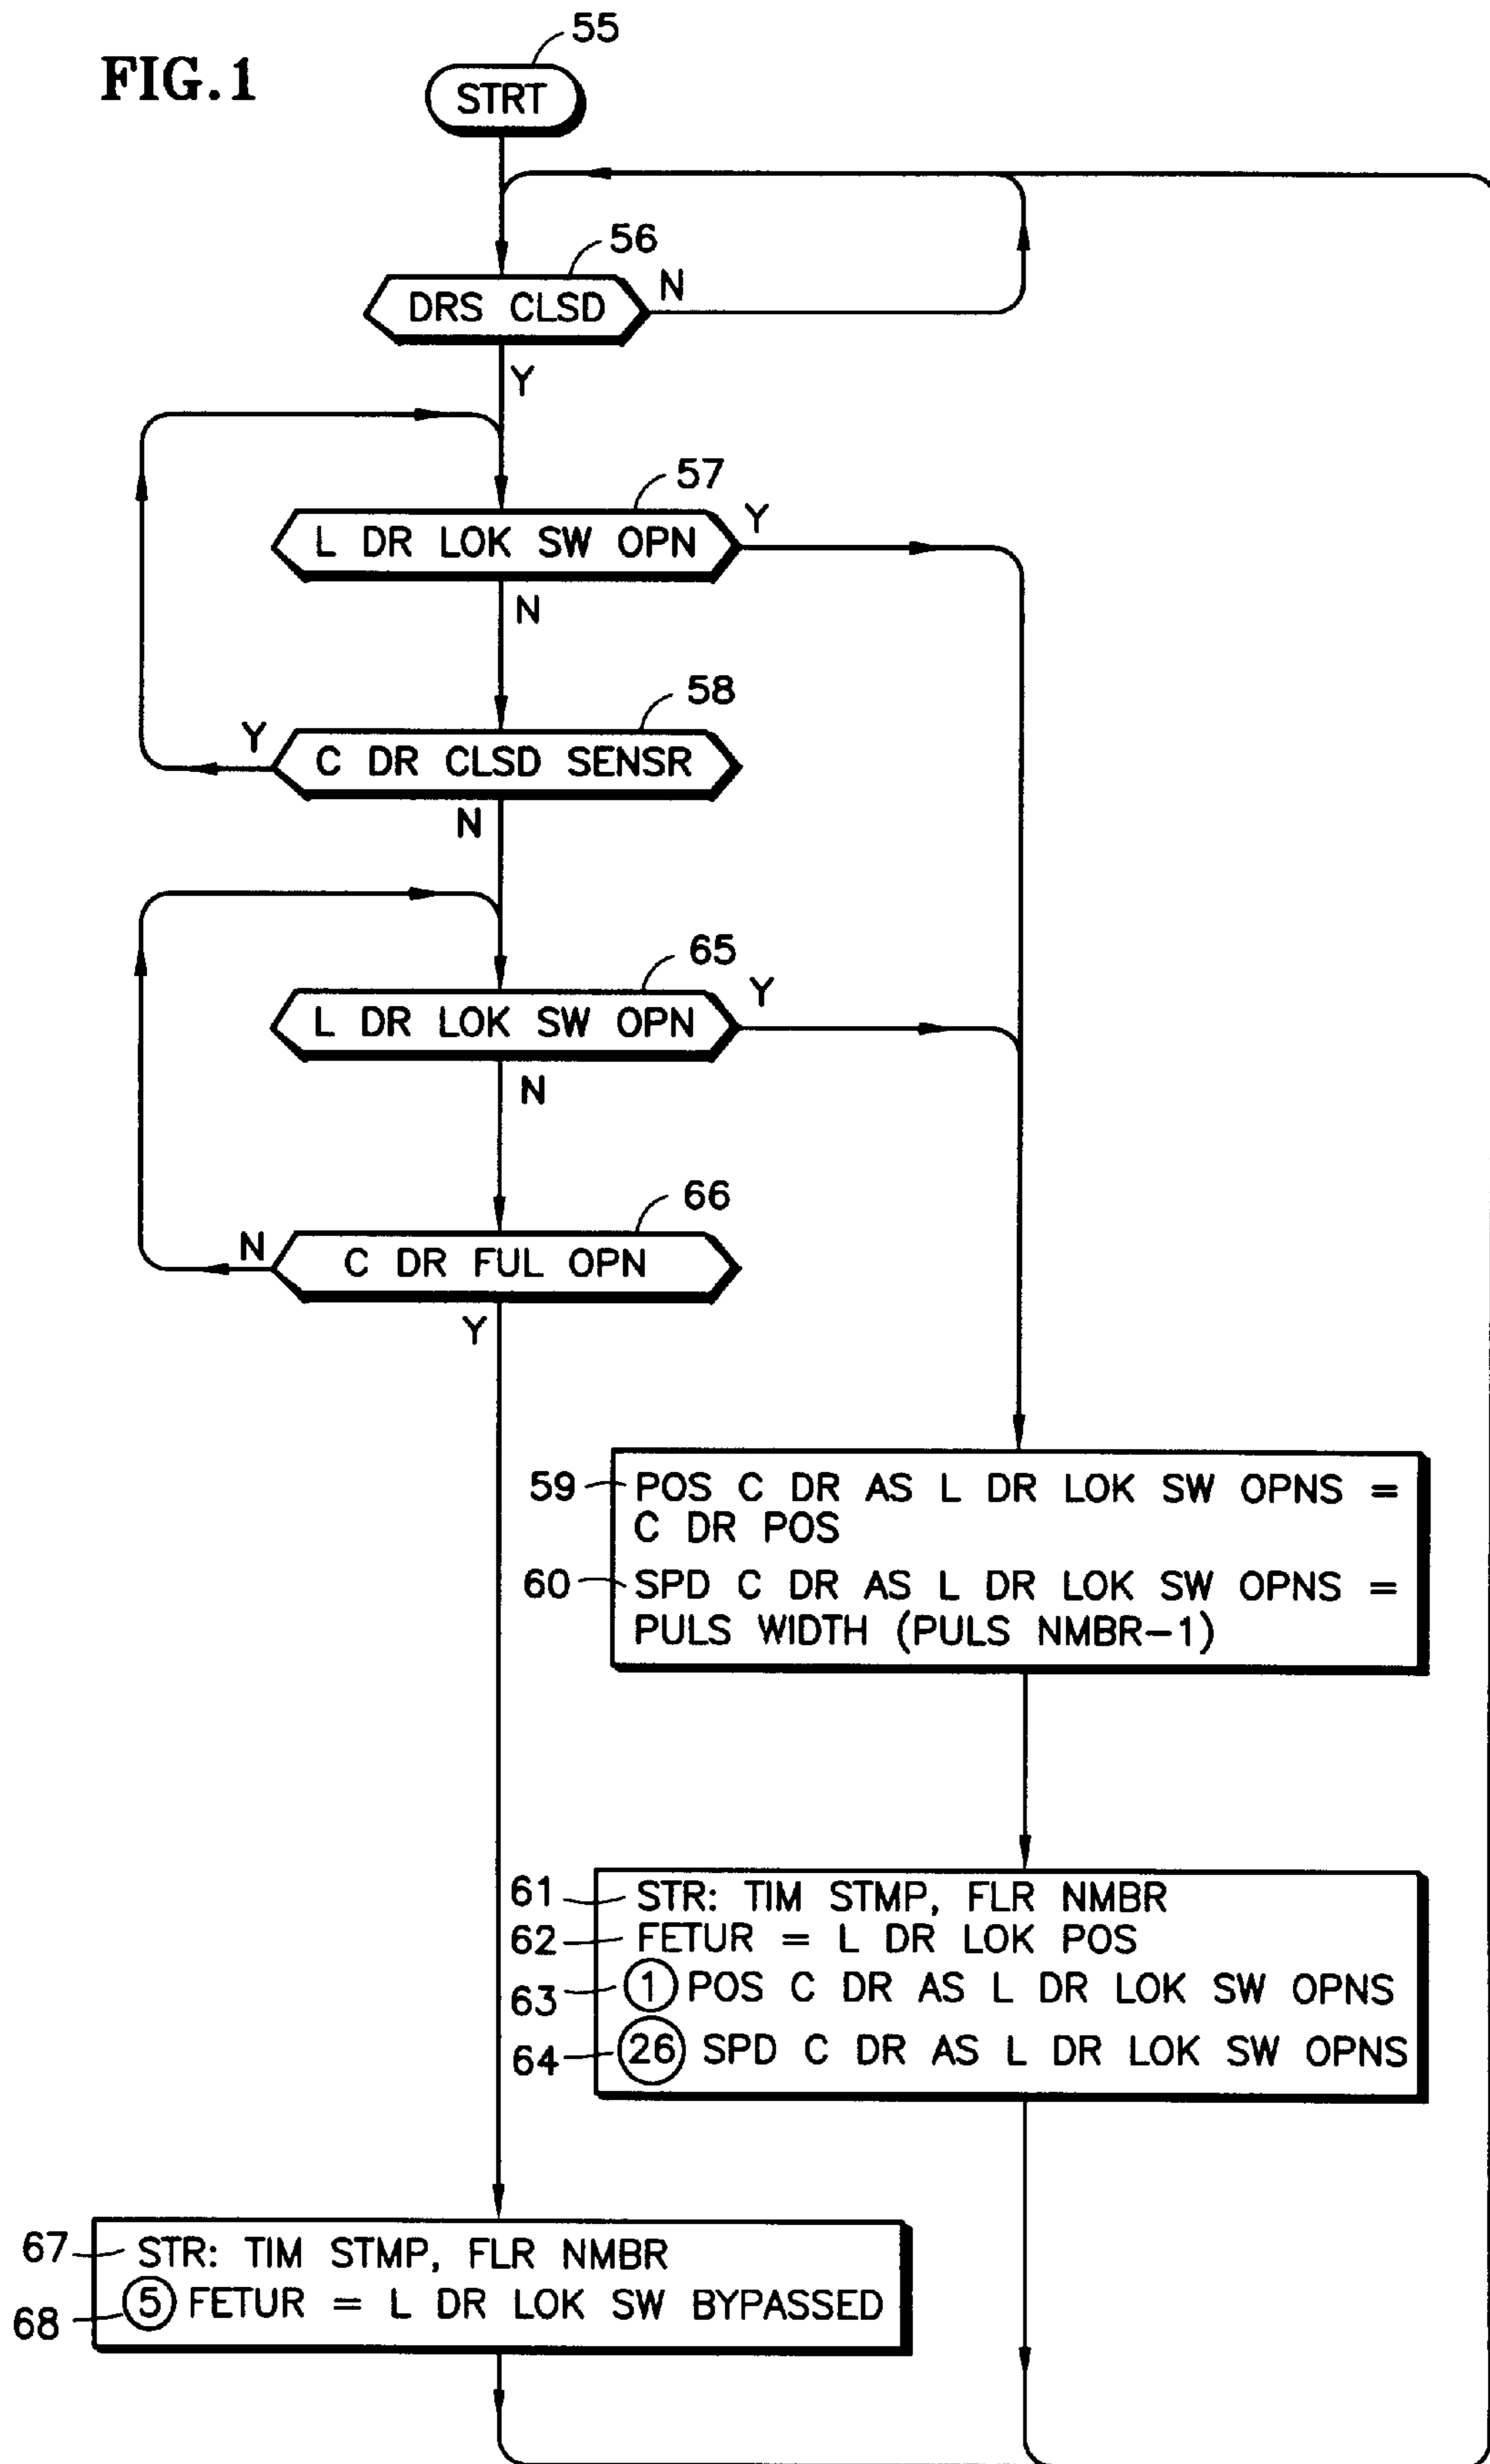 FIG.1
55
STRT
56
DRS CLSD
N
Y
57
L DR LOK SW OPN
Y
N
58
C DR CLSD SENSR
Y
N
65
L DR LOK SW OPN
Y
N
66
C DR FUL OPN
N
Y
59 POS C DR AS L DR LOK SW OPNS =
C DR POS
60 SPD C DR AS L DR LOK SW OPNS =
PULS WIDTH (PULS NMBR-1)
61 STR: TIM STMP, FLR NMBR
62 FETUR = L DR LOK POS
63 1 POS C DR AS L DR LOK SW OPNS
64 26 SPD C DR AS L DR LOK SW OPNS
67 STR: TIM STMP, FLR NMBR
68 5 FETUR = L DR LOK SW BYPASSED